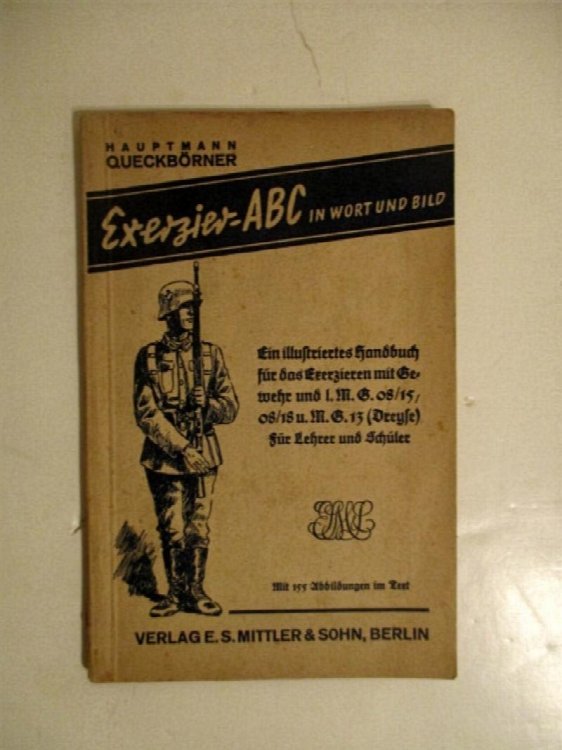 HAUPTMANN
QUECKBÖRNER
Exerzier-ABC IN WORT UND BILD
Ein illustriertes Handbuch
für das Exerzieren mit Ge-
wehr und l. M. G. 08/15,
08/18 u. M. G. 13 (Dreyse)
Für Lehrer und Schüler
Mit 155 Abbildungen im Text
VERLAG E. S. MITTLER & SOHN, BERLIN